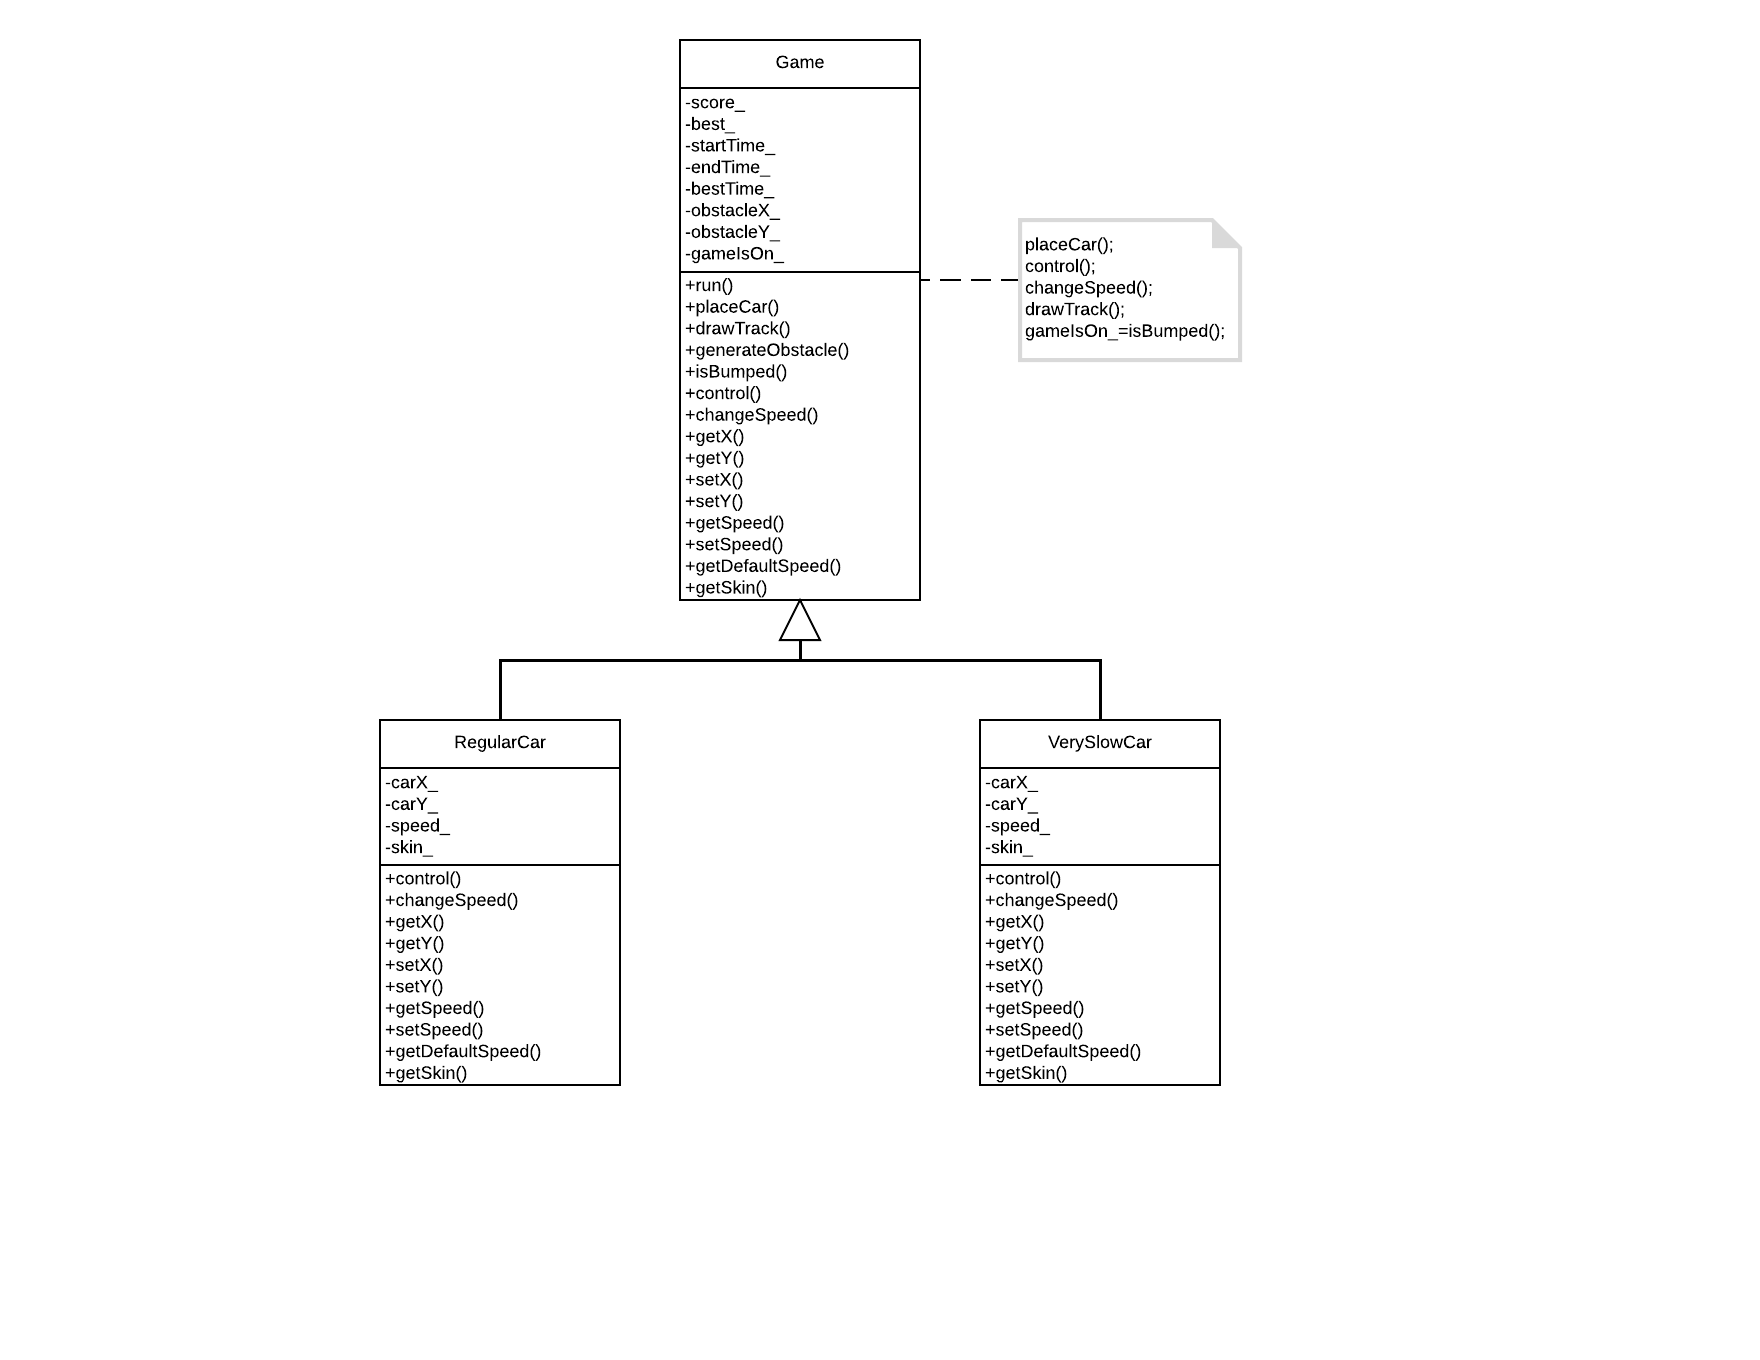 Game
-score_
-best_
-startTime_
-endTime_
-bestTime_
-obstacleX_
-obstacleY_
-gameIsOn_
+run()
+placeCar()
+drawTrack()
+generateObstacle()
+isBumped()
+control()
+changeSpeed()
+getX()
+getY()
+setX()
+setY()
+getSpeed()
+setSpeed()
+getDefaultSpeed()
+getSkin()
placeCar();
control();
changeSpeed();
drawTrack();
gameIsOn_=isBumped();
RegularCar
-carX_
-carY_
-speed_
-skin_
+control()
+changeSpeed()
+getX()
+getY()
+setX()
+setY()
+getSpeed()
+setSpeed()
+getDefaultSpeed()
+getSkin()
VerySlowCar
-carX_
-carY_
-speed_
-skin_
+control()
+changeSpeed()
+getX()
+getY()
+setX()
+setY()
+getSpeed()
+setSpeed()
+getDefaultSpeed()
+getSkin()